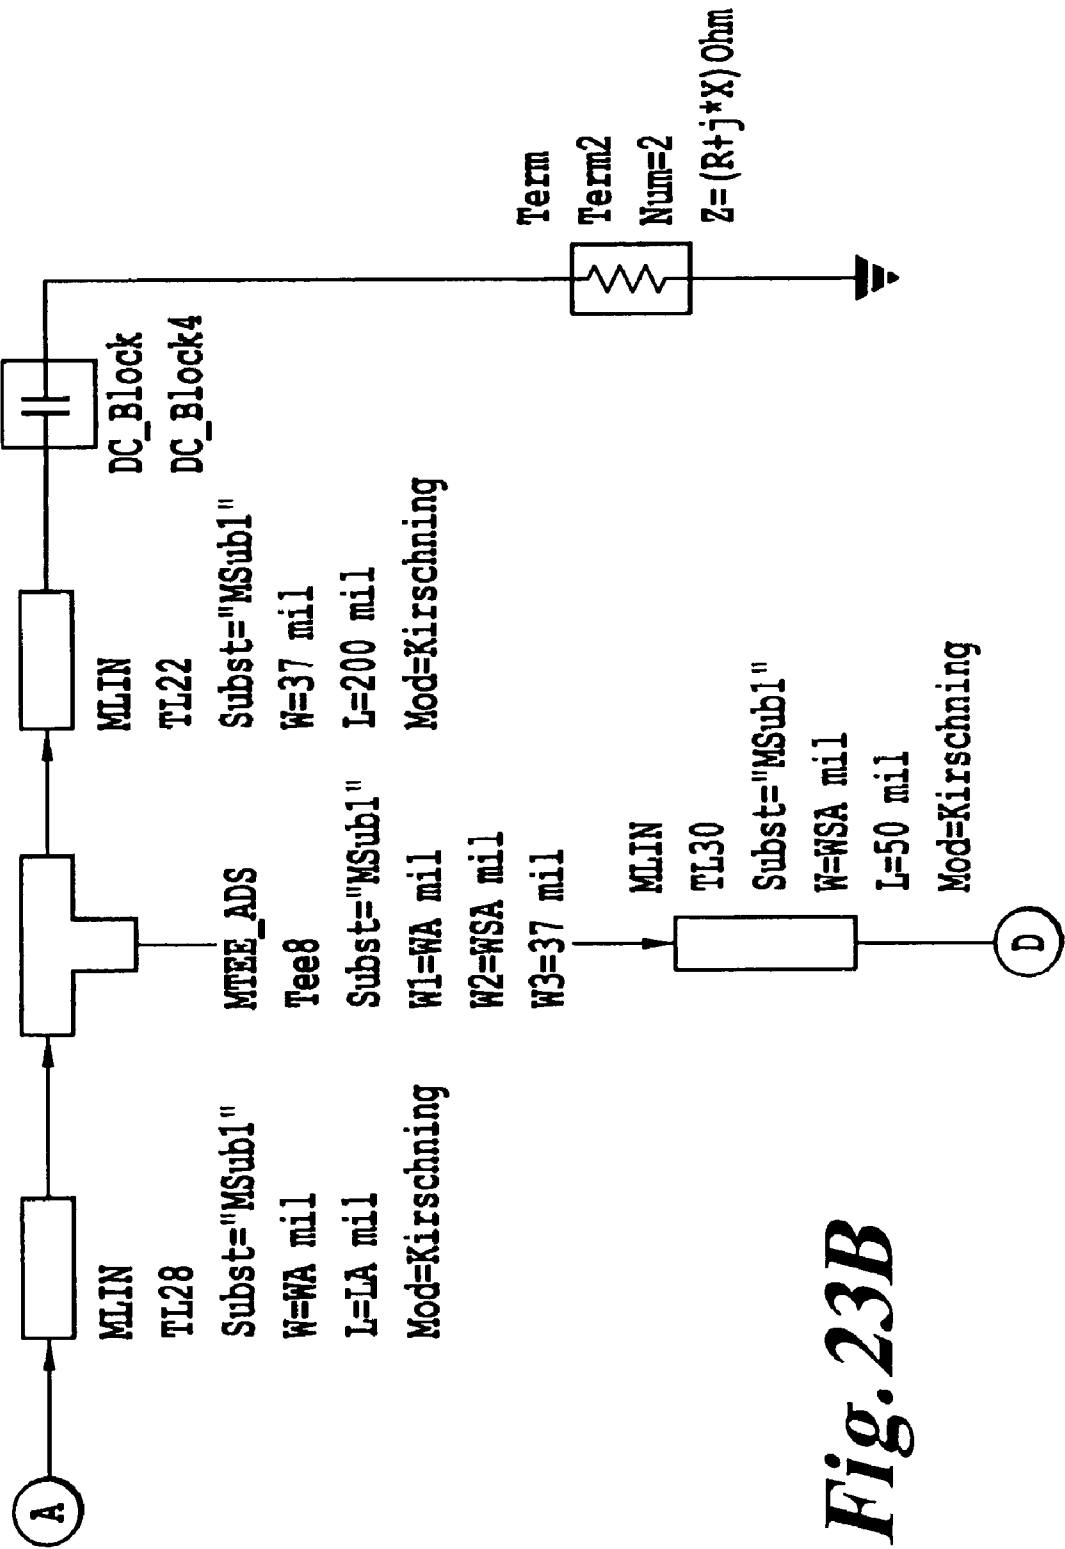 A
MLIN
TL28
Subst="MSub1"
W=WA mil
L=LA mil
Mod=Kirschning
MTEE_ADS
Tee8
Subst="MSub1"
W1=WA mil
W2=WSA mil
W3=37 mil
MLIN
TL22
Subst="MSub1"
W=37 mil
L=200 mil
Mod=Kirschning
DC_Block
DC_Block4
Term
Term2
Num=2
Z=(R+j*X)Ohm
MLIN
TL30
Subst="MSub1"
W=WSA mil
L=50 mil
Mod=Kirschning
D
Fig.23B